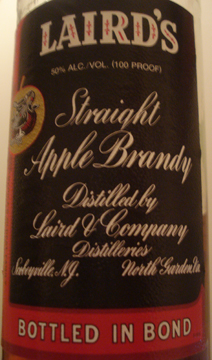 LAIRD'S
50% ALC./VOL. (100 PROOF)
Straight
Apple Brandy
Distilled by
Laird & Company
Distilleries
Scobeyville, N.J. North Garden, Va.
BOTTLED IN BOND